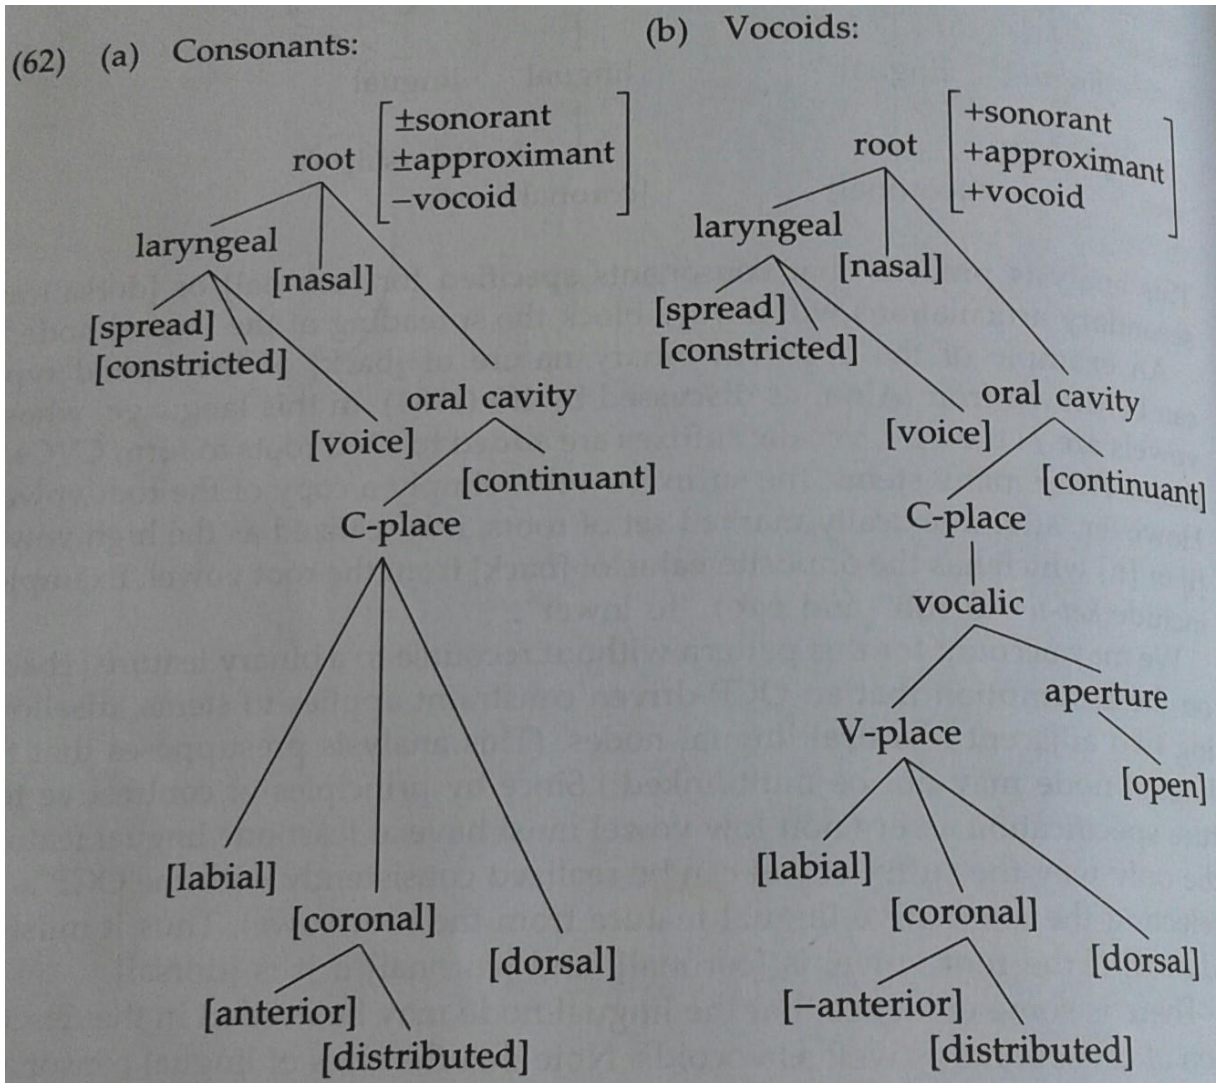 (62) (a) Consonants:
root
±sonorant
±approximant
−vocoid
laryngeal
[nasal]
[spread]
[constricted]
oral cavity
[voice]
[continuant]
C-place
[labial]
[coronal]
[dorsal]
[anterior]
[distributed]
(b) Vocoids:
root
+sonorant
+approximant
+vocoid
laryngeal
[nasal]
[spread]
[constricted]
oral cavity
[voice]
[continuant]
C-place
vocalic
aperture
V-place
[open]
[labial]
[coronal]
[dorsal]
[−anterior]
[distributed]